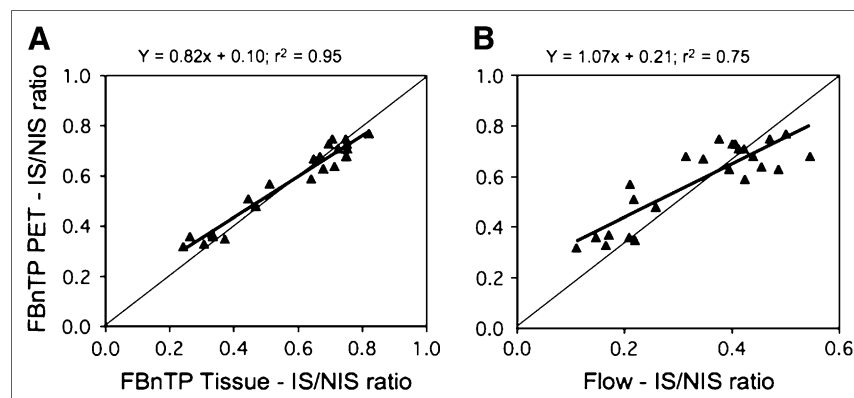 A
Y = 0.82x + 0.10; r² = 0.95
FBnTP PET - IS/NIS ratio
1.0
0.8
0.6
0.4
0.2
0.0
0.0 0.2 0.4 0.6 0.8 1.0
FBnTP Tissue - IS/NIS ratio
B
Y = 1.07x + 0.21; r² = 0.75
1.0
0.8
0.6
0.4
0.2
0.0
0.0 0.2 0.4 0.6
Flow - IS/NIS ratio